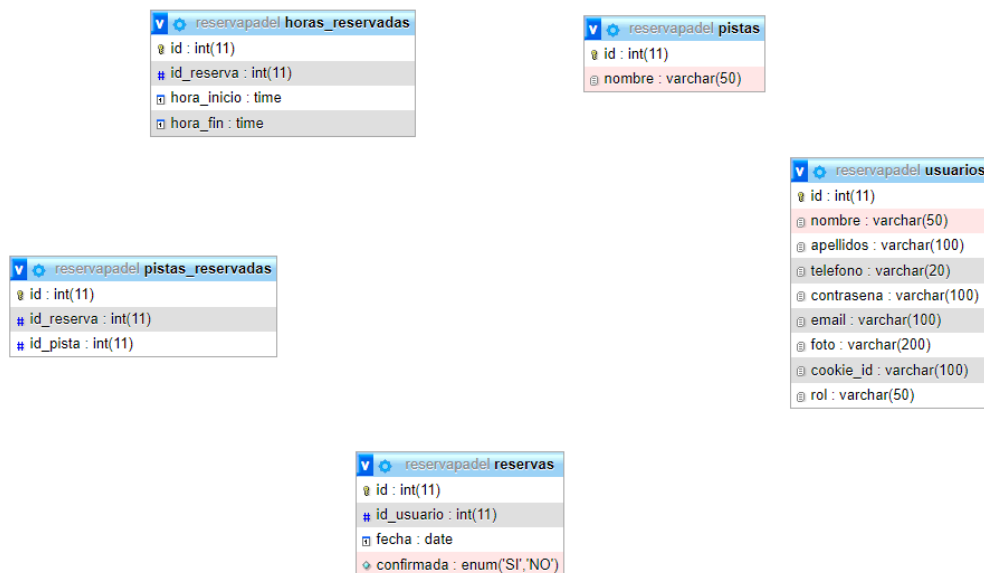 reservapadel horas_reservadas
id : int(11)
id_reserva : int(11)
hora_inicio : time
hora_fin : time
reservapadel pistas
id : int(11)
nombre : varchar(50)
reservapadel usuarios
id : int(11)
nombre : varchar(50)
apellidos : varchar(100)
telefono : varchar(20)
contrasena : varchar(100)
email : varchar(100)
foto : varchar(200)
cookie_id : varchar(100)
rol : varchar(50)
reservapadel pistas_reservadas
id : int(11)
id_reserva : int(11)
id_pista : int(11)
reservapadel reservas
id : int(11)
id_usuario : int(11)
fecha : date
confirmada : enum('SI','NO')